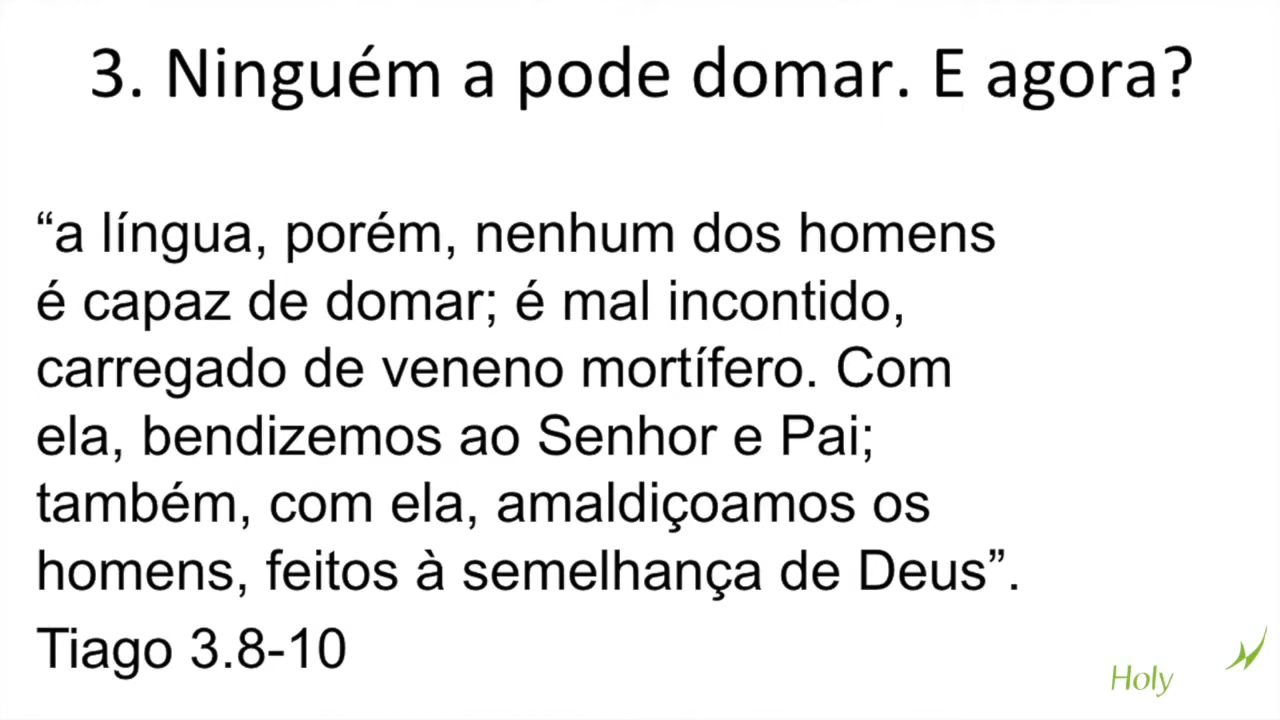 3. Ninguém a pode domar. E agora?
“a língua, porém, nenhum dos homens
é capaz de domar; é mal incontido,
carregado de veneno mortífero. Com
ela, bendizemos ao Senhor e Pai;
também, com ela, amaldiçoamos os
homens, feitos à semelhança de Deus”.
Tiago 3.8-10
Holy